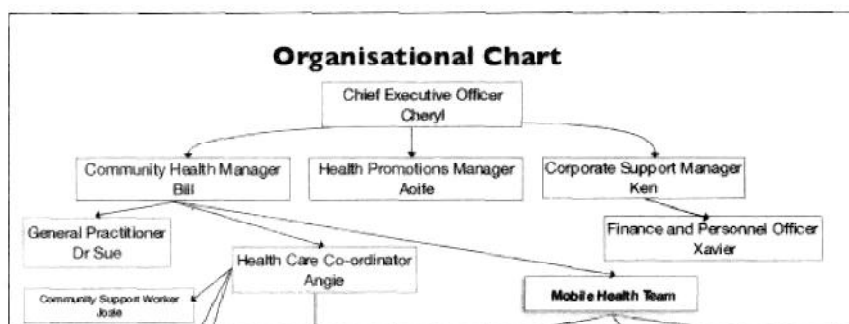 Organisational Chart
Chief Executive Officer
Cheryl
Community Health Manager
Bill
Health Promotions Manager
Aoife
Corporate Support Manager
Ken
General Practitioner
Dr Sue
Finance and Personnel Officer
Xavier
Health Care Co-ordinator
Angie
Community Support Worker
Josie
Mobile Health Team